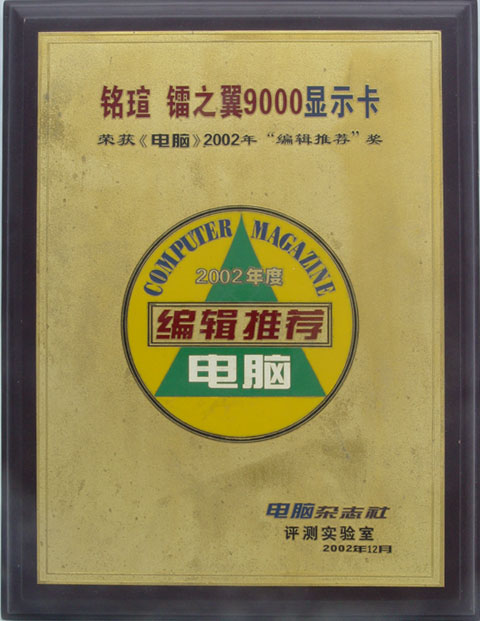 铭瑄 镭之翼9000显示卡
荣获《电脑》2002年“编辑推荐”奖
COMPUTER MAGAZINE
2002年度
编辑推荐
电脑
电脑杂志社
评测实验室
2002年12月